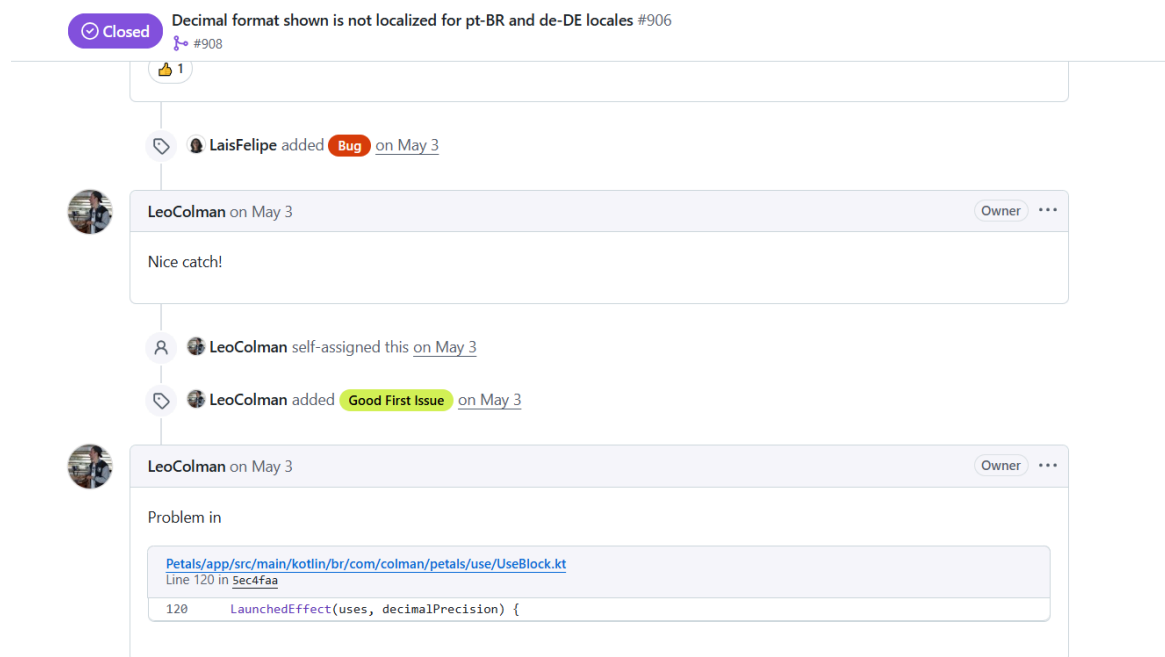 Closed
Decimal format shown is not localized for pt-BR and de-DE locales #906
#908
👍 1
LaisFelipe added Bug on May 3
LeoColman on May 3
Owner
Nice catch!
LeoColman self-assigned this on May 3
LeoColman added Good First Issue on May 3
LeoColman on May 3
Owner
Problem in
Petals/app/src/main/kotlin/br/com/colman/petals/use/UseBlock.kt
Line 120 in 5ec4faa
120 LaunchedEffect(uses, decimalPrecision) {